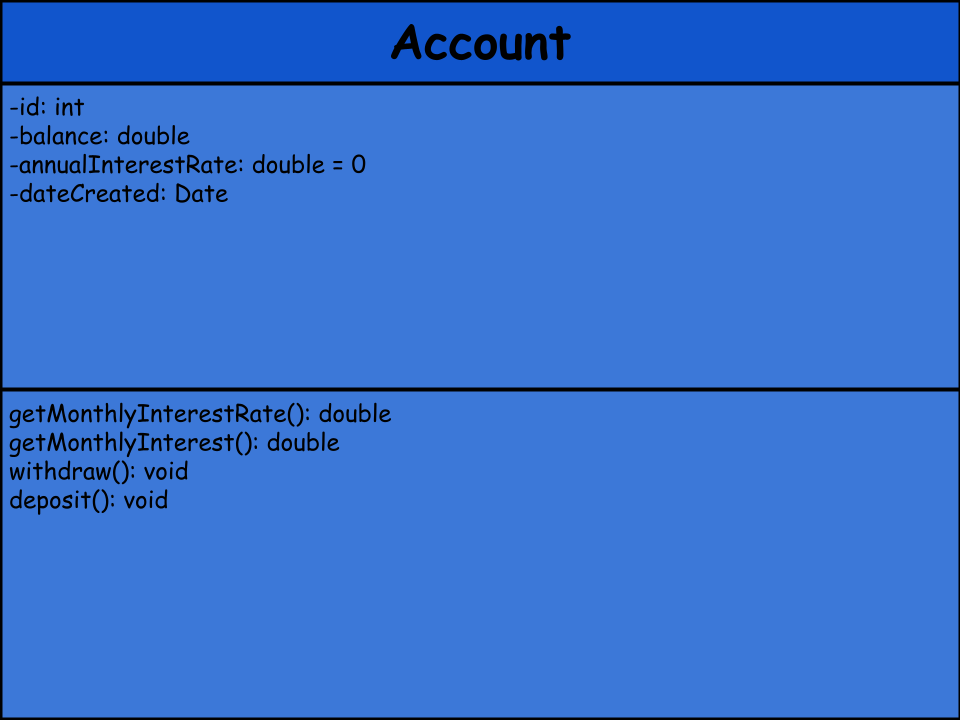 Account
-id: int
-balance: double
-annualInterestRate: double = 0
-dateCreated: Date
getMonthlyInterestRate(): double
getMonthlyInterest(): double
withdraw(): void
deposit(): void